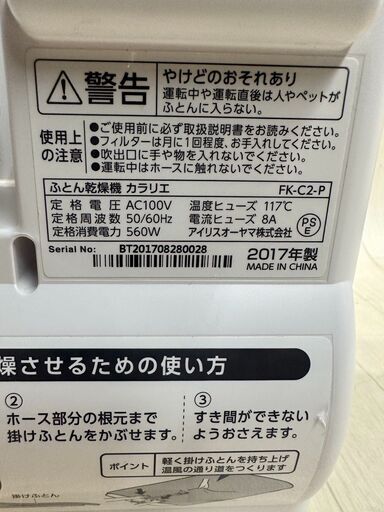 警告
やけどのおそれあり
運転中や運転直後は人やペットが
ふとんに入らない。
使用上の注意
●ご使用前に必ず取扱説明書をお読みください。
●フィルターは月に1回程度、お手入れしてください。
●吹出口に手や物を入れないでください。
●運転中はホースに触れないでください。
ふとん乾燥機 カラリエ FK-C2-P
定格電圧 AC100V 温度ヒューズ 117℃
定格周波数 50/60Hz 電流ヒューズ 8A
定格消費電力 560W アイリスオーヤマ株式会社
PSE
Serial No: BT201708280028
2017年製
MADE IN CHINA
燥させるための使い方
②
ホース部分の根元まで
掛けふとんをかぶせます。
③
すき間ができない
ようおさえます。
ポイント
軽く掛けふとんを持ち上げ
温風の通り道をつくります
掛けふとん